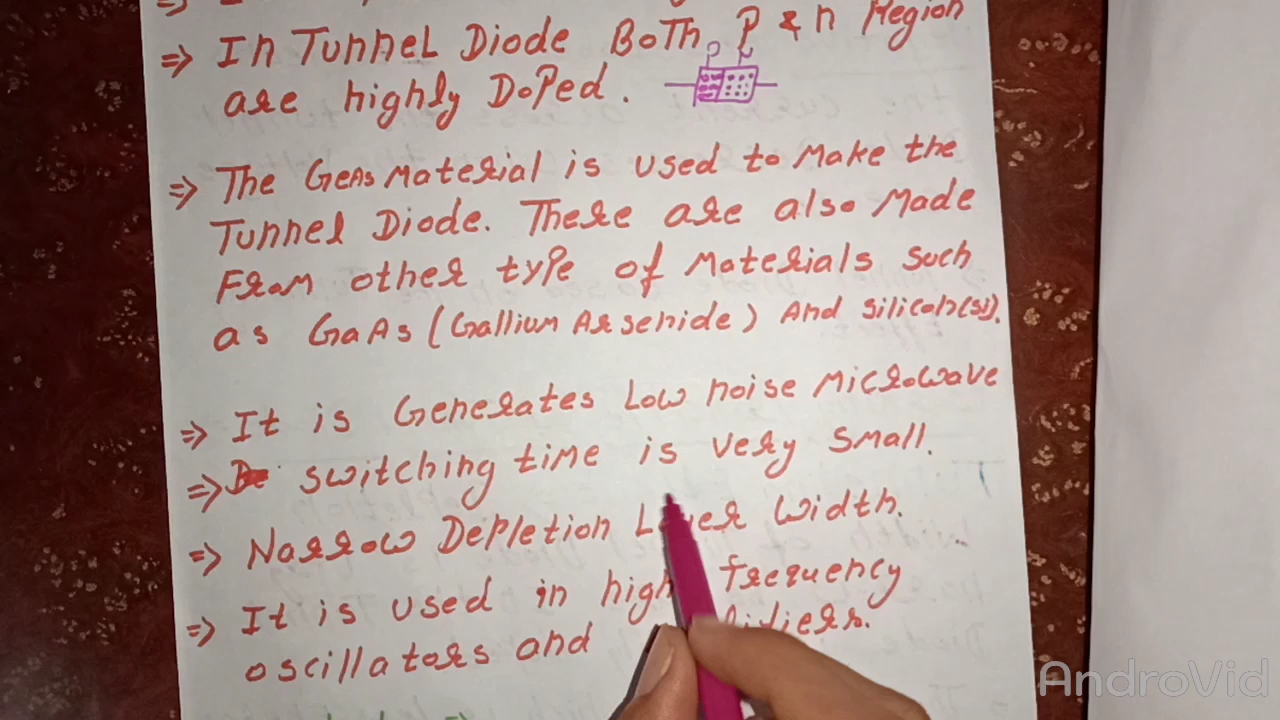 ⇒ In Tunnel Diode Both P & n Region
are highly Doped.
P n
⇒ The GeAs Material is used to Make the
Tunnel Diode. There are also Made
From other type of Materials such
as GaAs (Gallium Arsenide) And silicon(si).
⇒ It is Generates Low noise Microwave
⇒ switching time is very small.
⇒ Narrow Depletion Layer width.
⇒ It is used in high frequency
oscillators and
AndroVid